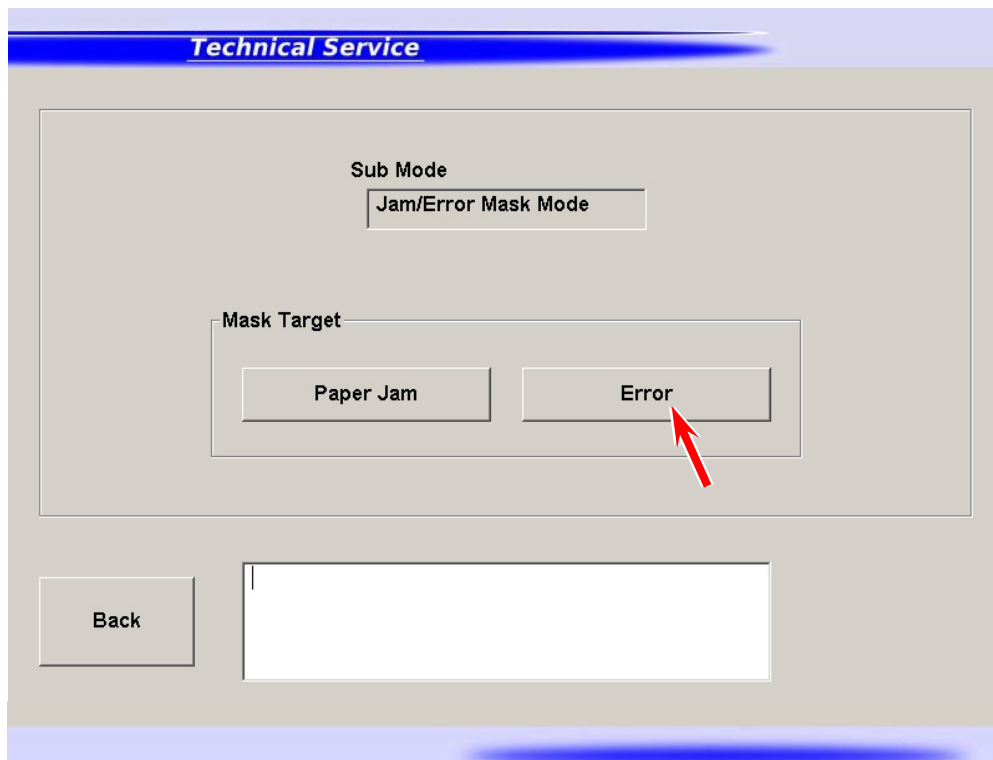 Technical Service
Sub Mode
Jam/Error Mask Mode
Mask Target
Paper Jam
Error
Back